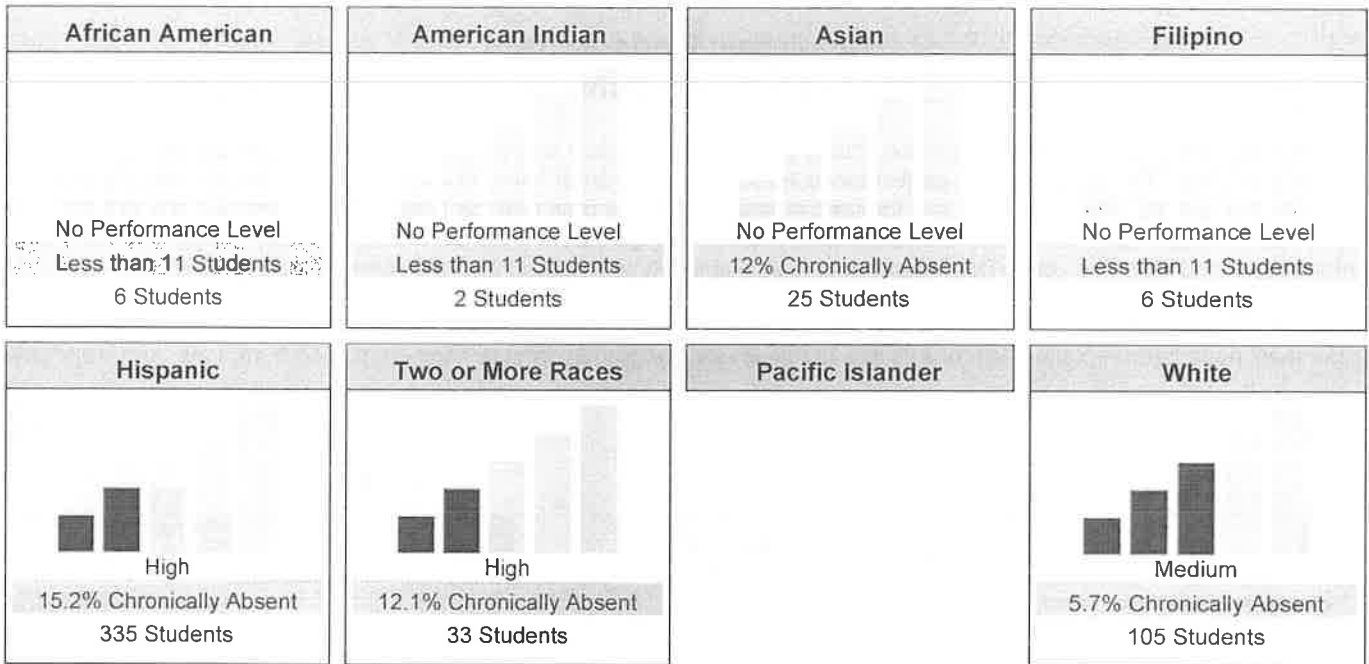 African American
No Performance Level
Less than 11 Students
6 Students
American Indian
No Performance Level
Less than 11 Students
2 Students
Asian
No Performance Level
12% Chronically Absent
25 Students
Filipino
No Performance Level
Less than 11 Students
6 Students
Hispanic
High
15.2% Chronically Absent
335 Students
Two or More Races
High
12.1% Chronically Absent
33 Students
Pacific Islander
White
Medium
5.7% Chronically Absent
105 Students